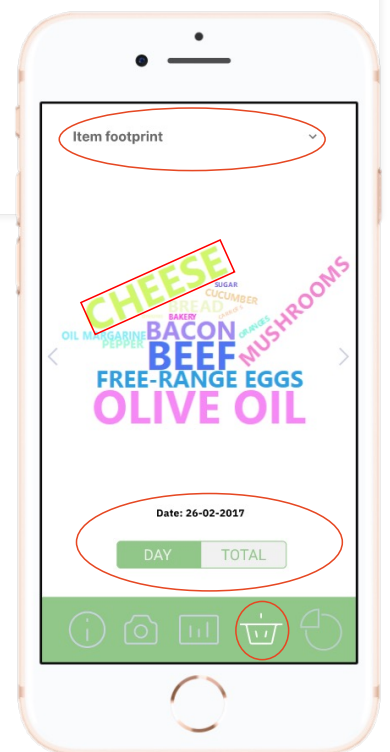 Item footprint
CHEESE
SUGAR
CUCUMBER
BREAD
BAKERY
ORANGES
MUSHROOMS
OIL MARGARINE
BACON
PEPPER
BEEF
FREE-RANGE EGGS
OLIVE OIL
Date: 26-02-2017
DAY TOTAL